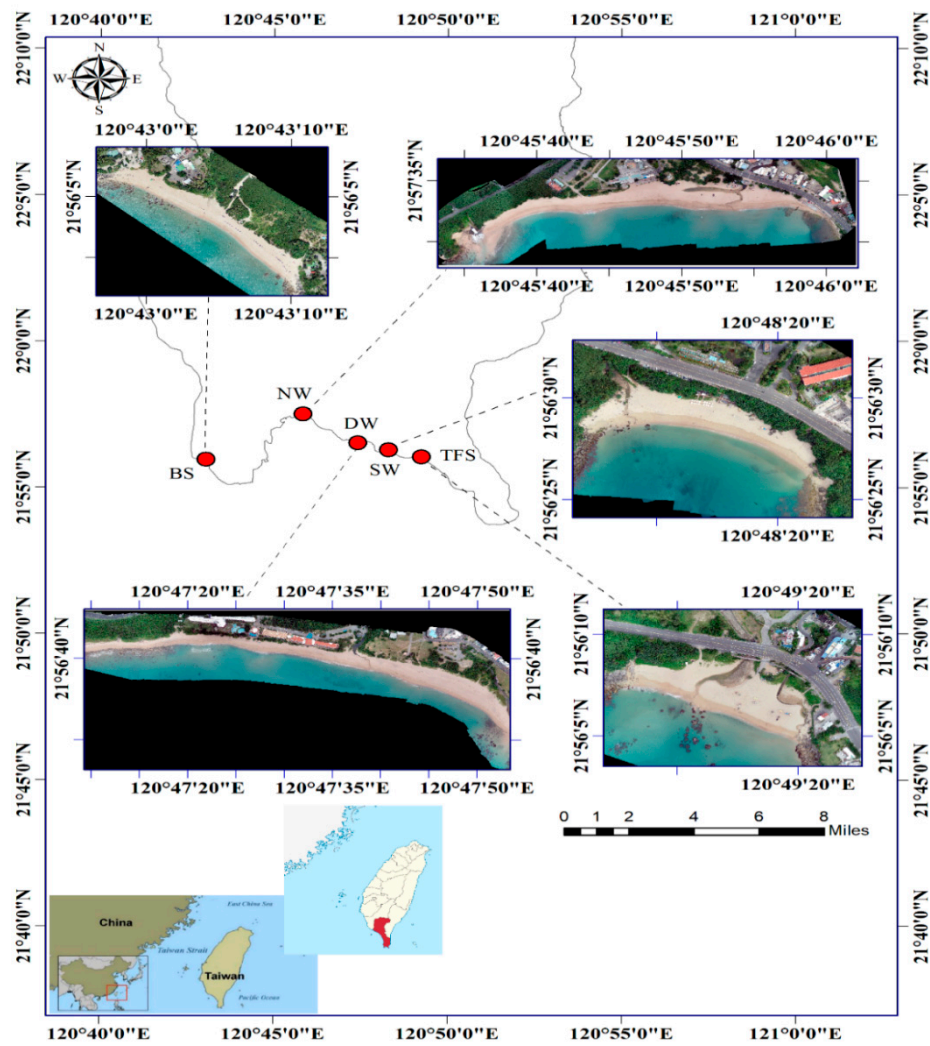 120°40'0"E 120°45'0"E 120°50'0"E 120°55'0"E 121°0'0"E
22°10'0"N
22°10'0"N
N
W E
S
120°43'0"E 120°43'10"E
21°56'5"N
21°56'5"N
120°43'0"E 120°43'10"E
120°45'40"E 120°45'50"E 120°46'0"E
21°57'35"N
21°57'35"N
120°45'40"E 120°45'50"E 120°46'0"E
22°5'0"N
22°5'0"N
22°0'0"N
22°0'0"N
120°48'20"E
21°56'30"N
21°56'30"N
21°56'25"N
21°56'25"N
120°48'20"E
NW
DW
BS
SW
TFS
21°55'0"N
21°55'0"N
120°47'20"E 120°47'35"E 120°47'50"E
21°56'40"N
21°56'40"N
120°47'20"E 120°47'35"E 120°47'50"E
120°49'20"E
21°56'10"N
21°56'10"N
21°56'5"N
21°56'5"N
120°49'20"E
21°50'0"N
21°50'0"N
21°45'0"N
21°45'0"N
0 1 2 4 6 8
Miles
21°40'0"N
21°40'0"N
China
East China Sea
Taiwan Strait
Taiwan
Pacific Ocean
120°40'0"E 120°45'0"E 120°50'0"E 120°55'0"E 121°0'0"E